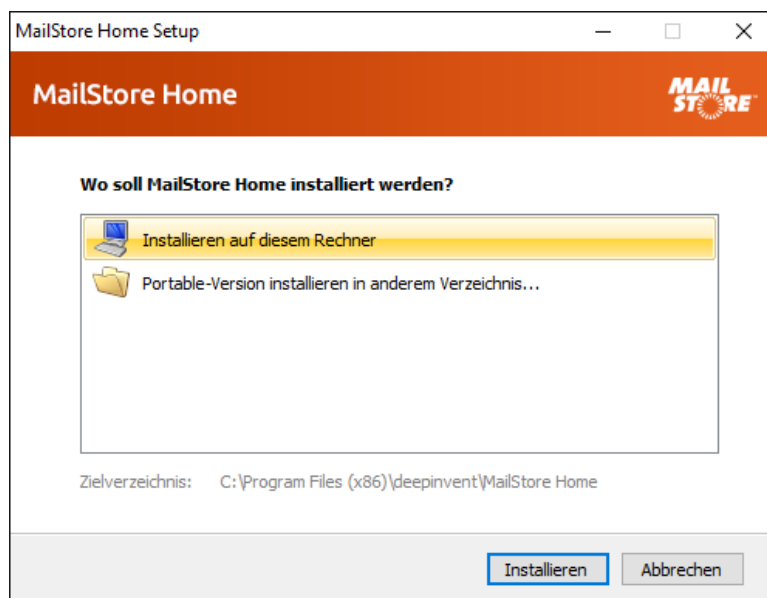 MailStore Home Setup
MailStore Home
MAIL
STORE
Wo soll MailStore Home installiert werden?
Installieren auf diesem Rechner
Portable-Version installieren in anderem Verzeichnis...
Zielverzeichnis: C:\Program Files (x86)\deepinvent\MailStore Home
Installieren Abbrechen